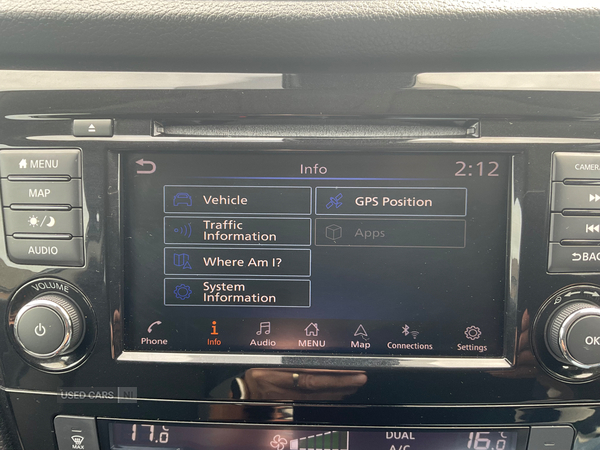 MENU
MAP
AUDIO
VOLUME
Info
2:12
Vehicle
GPS Position
Traffic
Information
Apps
Where Am I?
System
Information
Phone
Info
Audio
MENU
Map
Connections
Settings
CAMERA
BACK
OK
USED CARS NI
MAX
17.0
DUAL
A/C
16.0